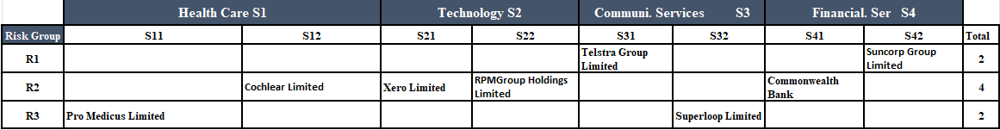 Health Care S1 Technology S2 Communi. Services S3 Financial. Ser S4
Risk Group S11 S12 S21 S22 S31 S32 S41 S42 Total
R1 Telstra Group Limited Suncorp Group Limited 2
R2 Cochlear Limited Xero Limited RPMGroup Holdings Limited Commonwealth Bank 4
R3 Pro Medicus Limited Superloop Limited 2